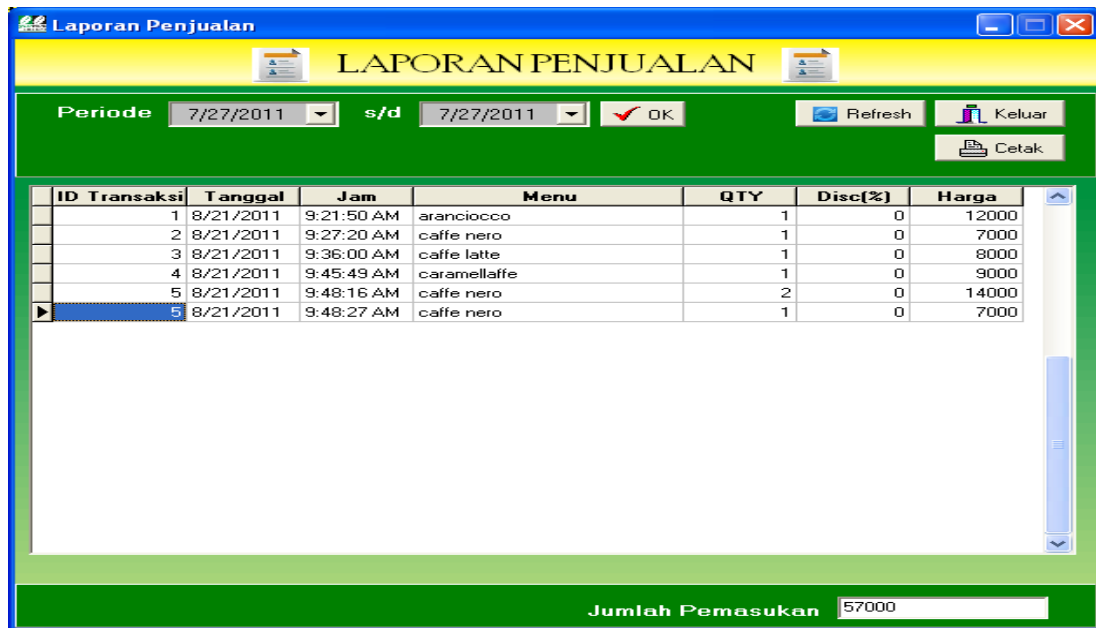 Laporan Penjualan
LAPORAN PENJUALAN
Periode 7/27/2011 s/d 7/27/2011 OK Refresh Keluar
Cetak
ID Transaksi Tanggal Jam Menu QTY Disc(%) Harga
1 8/21/2011 9:21:50 AM aranciocco 1 0 12000
2 8/21/2011 9:27:20 AM caffe nero 1 0 7000
3 8/21/2011 9:36:00 AM caffe latte 1 0 8000
4 8/21/2011 9:45:49 AM caramellaffe 1 0 9000
5 8/21/2011 9:48:16 AM caffe nero 2 0 14000
5 8/21/2011 9:48:27 AM caffe nero 1 0 7000
Jumlah Pemasukan 57000